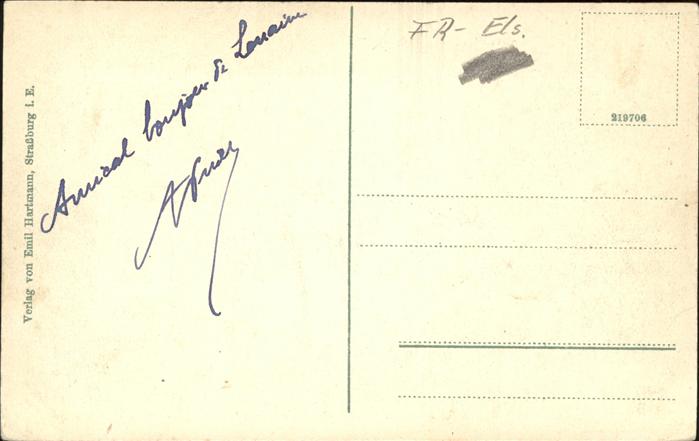 Amical bonjour de Lorraine
FR- Els.
219706
Verlag von Emil Hartmann, Straßburg i. E.